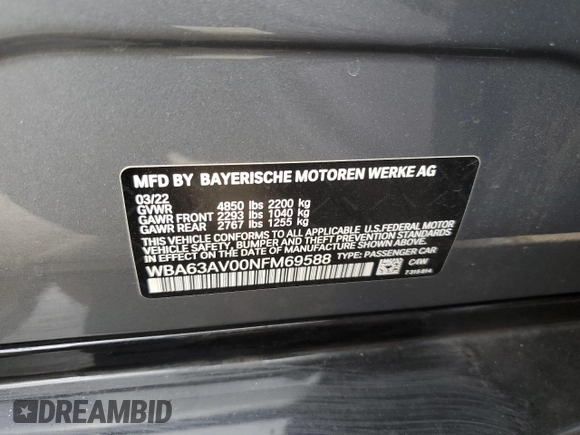 MFD BY BAYERISCHE MOTOREN WERKE AG
03/22
GVWR 4850 lbs 2200 kg
GAWR FRONT 2293 lbs 1040 kg
GAWR REAR 2767 lbs 1255 kg
THIS VEHICLE CONFORMS TO ALL APPLICABLE U.S.FEDERAL MOTOR
VEHICLE SAFETY, BUMPER, AND THEFT PREVENTION STANDARDS
IN EFFECT ON THE DATE OF MANUFACTURE SHOWN ABOVE.
WBA63AV00NFM69588 TYPE: PASSENGER CAR
C4W
DREAMBID